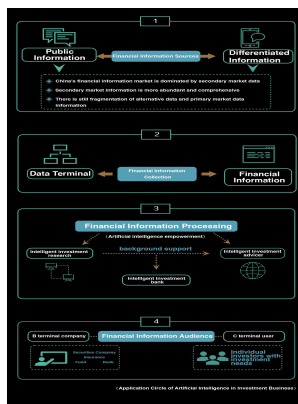 1
Public
Information
Financial Information Sources
Differentiated
Information
China's financial information market is dominated by secondary market data
Secondary market information is more abundant and comprehensive
There is still fragmentation of alternative data and primary market data
information
2
Data Terminal
Financial Information
Collection
Financial
Information
3
Financial Information Processing
(Artificial intelligence empowerment)
Intelligent investment
research
background support
Intelligent investment
adviser
Intelligent investment
bank
4
B terminal company
Financial Information Audience
C terminal user
Securities Company
Insurance
Fund Bank
Individual
investors with
investment
needs
(Application Circle of Artificial Intelligence in Investment Business)